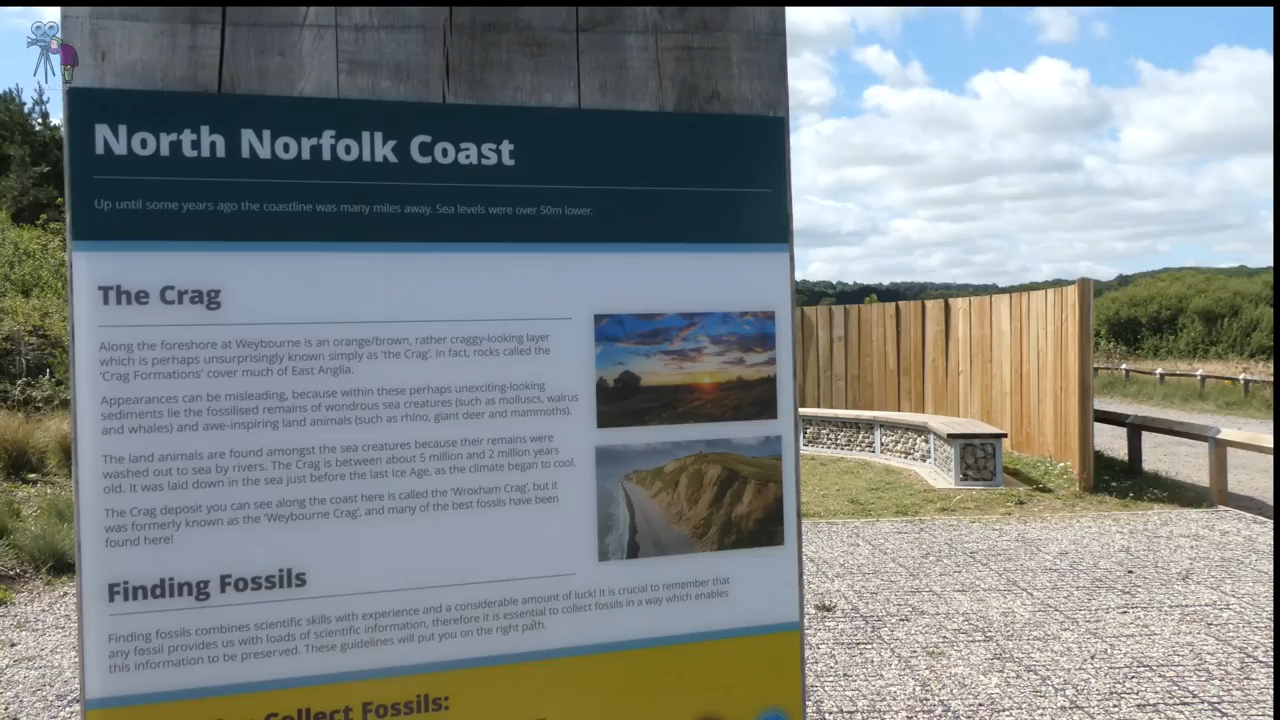 North Norfolk Coast
Up until some years ago the coastline was many miles away. Sea levels were over 50m lower.
The Crag
Along the foreshore at Weybourne is an orange/brown, rather craggy-looking layer
which is perhaps unsurprisingly known simply as 'the Crag'. In fact, rocks called the
'Crag Formations' cover much of East Anglia.
Appearances can be misleading, because within these perhaps unexciting-looking
sediments lie the fossilised remains of wondrous sea creatures (such as molluscs, walrus
and whales) and awe-inspiring land animals (such as rhino, giant deer and mammoths).
The land animals are found amongst the sea creatures because their remains were
washed out to sea by rivers. The Crag is between about 5 million and 2 million years
old. It was laid down in the sea just before the last Ice Age, as the climate began to cool.
The Crag deposit you can see along the coast here is called the 'Wroxham Crag', but it
was formerly known as the 'Weybourne Crag', and many of the best fossils have been
found here!
Finding Fossils
Finding fossils combines scientific skills with experience and a considerable amount of luck! It is crucial to remember that
any fossil provides us with loads of scientific information, therefore it is essential to collect fossils in a way which enables
this information to be preserved. These guidelines will put you on the right path.
Collect Fossils: